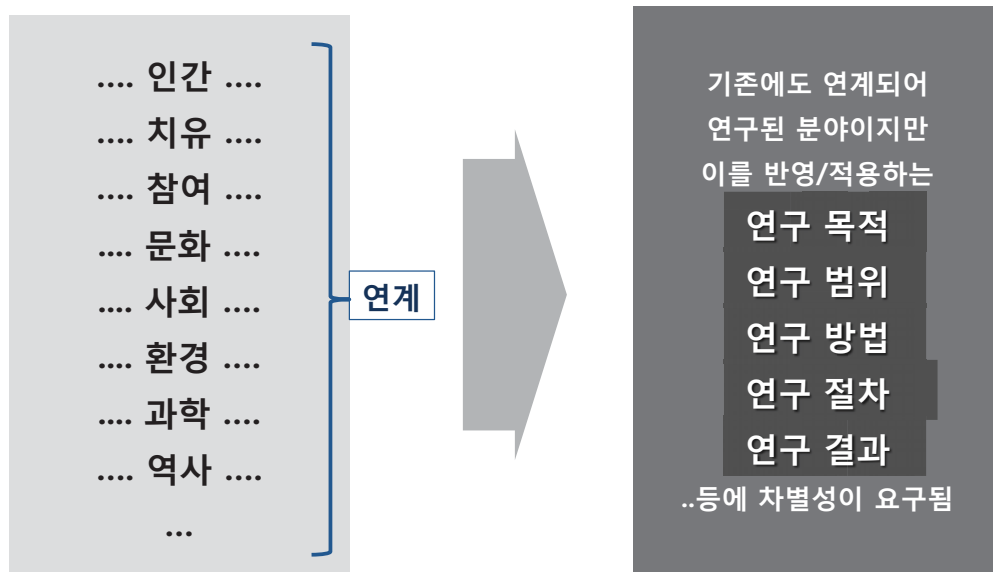 .... 인간 ....
.... 치유 ....
.... 참여 ....
.... 문화 ....
.... 사회 ....
.... 환경 ....
.... 과학 ....
.... 역사 ....
...
연계
기존에도 연계되어
연구된 분야이지만
이를 반영/적용하는
연구 목적
연구 범위
연구 방법
연구 절차
연구 결과
..등에 차별성이 요구됨